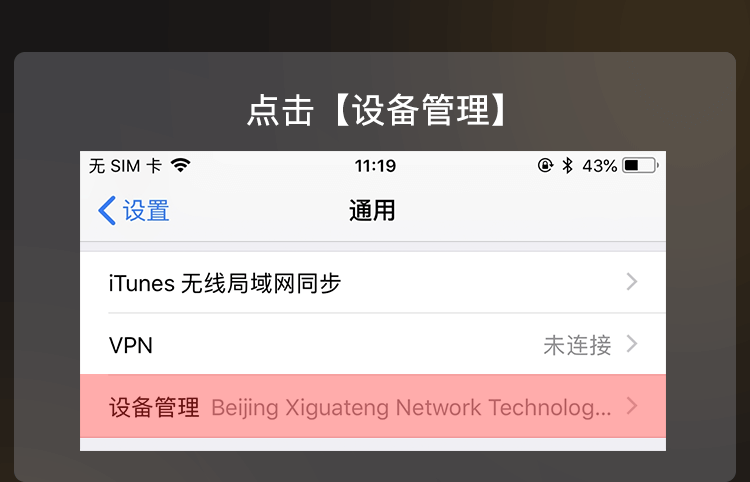 点击【设备管理】
无 SIM 卡 11:19 43%
设置 通用
iTunes 无线局域网同步
VPN 未连接
设备管理 Beijing Xiguateng Network Technolog...